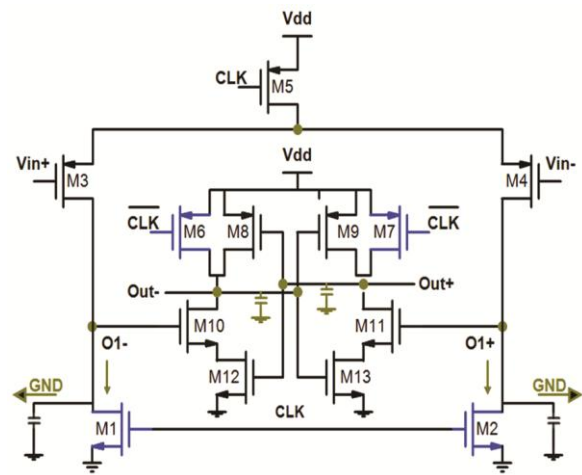 Vdd
CLK
M5
Vin+
M3
Vin-
M4
Vdd
CLK
M6
M8
M9
M7
CLK
Out-
Out+
M10
M11
O1-
M12
M13
O1+
GND
GND
CLK
M1
M2